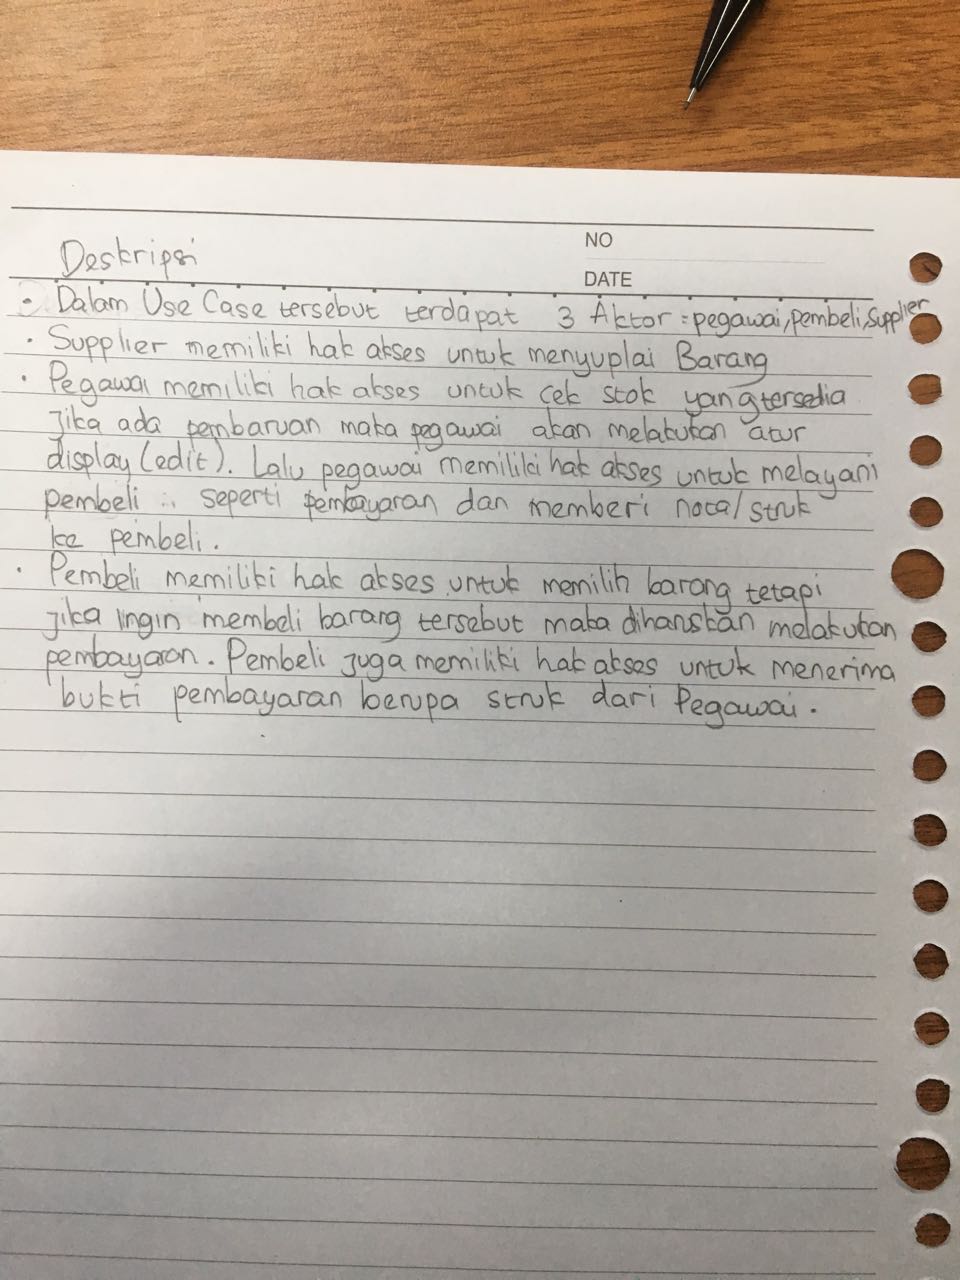 NO
Deskripsi
DATE
• Dalam Use Case tersebut terdapat 3 Aktor : pegawai, pembeli, Supplier
• Supplier memiliki hak akses untuk menyuplai Barang
• Pegawai memiliki hak akses untuk cek stok yang tersedia
jika ada pembaruan maka pegawai akan melakukan atur
display (edit). Lalu pegawai memiliki hak akses untuk melayani
pembeli : seperti pembayaran dan memberi nota/struk
ke pembeli.
• Pembeli memiliki hak akses untuk memilih barang tetapi
jika ingin membeli barang tersebut maka diharuskan melakukan
pembayaran. Pembeli juga memiliki hak akses untuk menerima
bukti pembayaran berupa struk dari Pegawai.